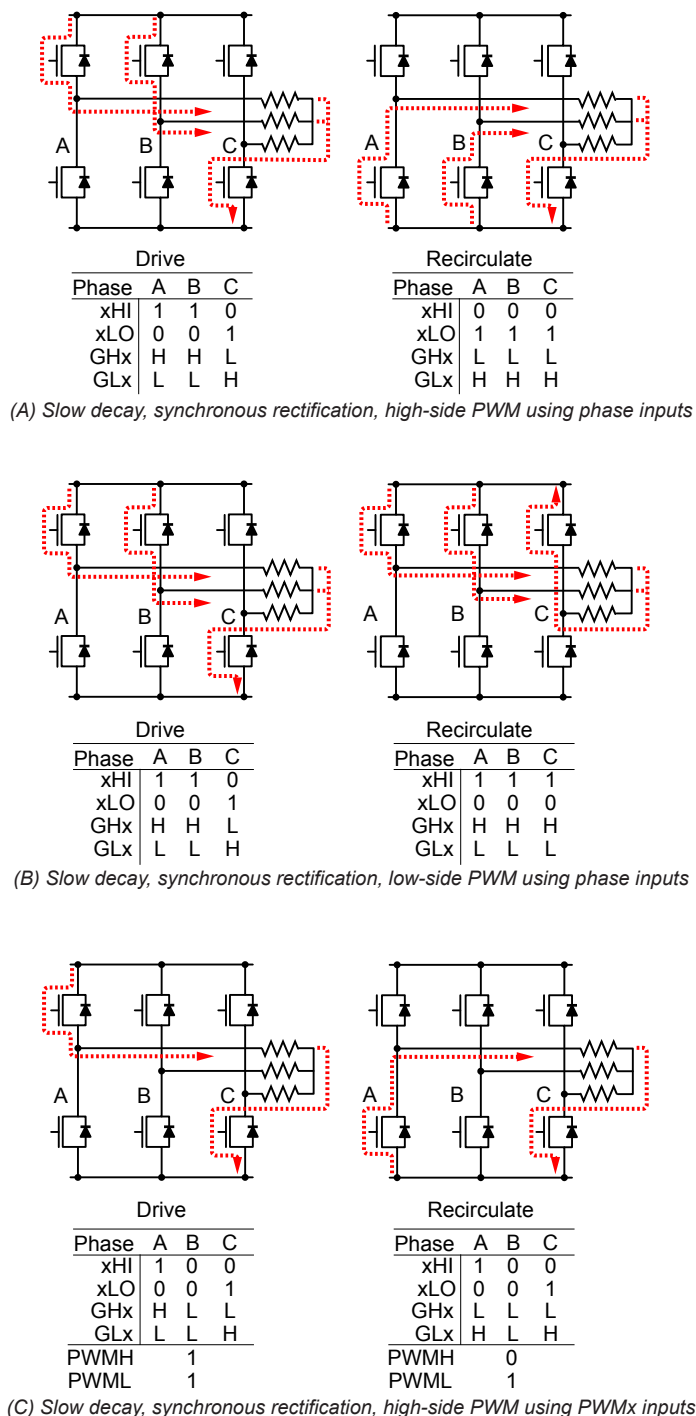 A B C
A B C
Drive
Phase A B C
xHI 1 1 0
xLO 0 0 1
GHx H H L
GLx L L H
Recirculate
Phase A B C
xHI 0 0 0
xLO 1 1 1
GHx L L L
GLx H H H
(A) Slow decay, synchronous rectification, high-side PWM using phase inputs
A B C
A B C
Drive
Phase A B C
xHI 1 1 0
xLO 0 0 1
GHx H H L
GLx L L H
Recirculate
Phase A B C
xHI 1 1 1
xLO 0 0 0
GHx H H H
GLx L L L
(B) Slow decay, synchronous rectification, low-side PWM using phase inputs
A B C
A B C
Drive
Phase A B C
xHI 1 0 0
xLO 0 0 1
GHx H L L
GLx L L H
PWMH 1
PWML 1
Recirculate
Phase A B C
xHI 1 0 0
xLO 0 0 1
GHx L L L
GLx H L H
PWMH 0
PWML 1
(C) Slow decay, synchronous rectification, high-side PWM using PWMx inputs